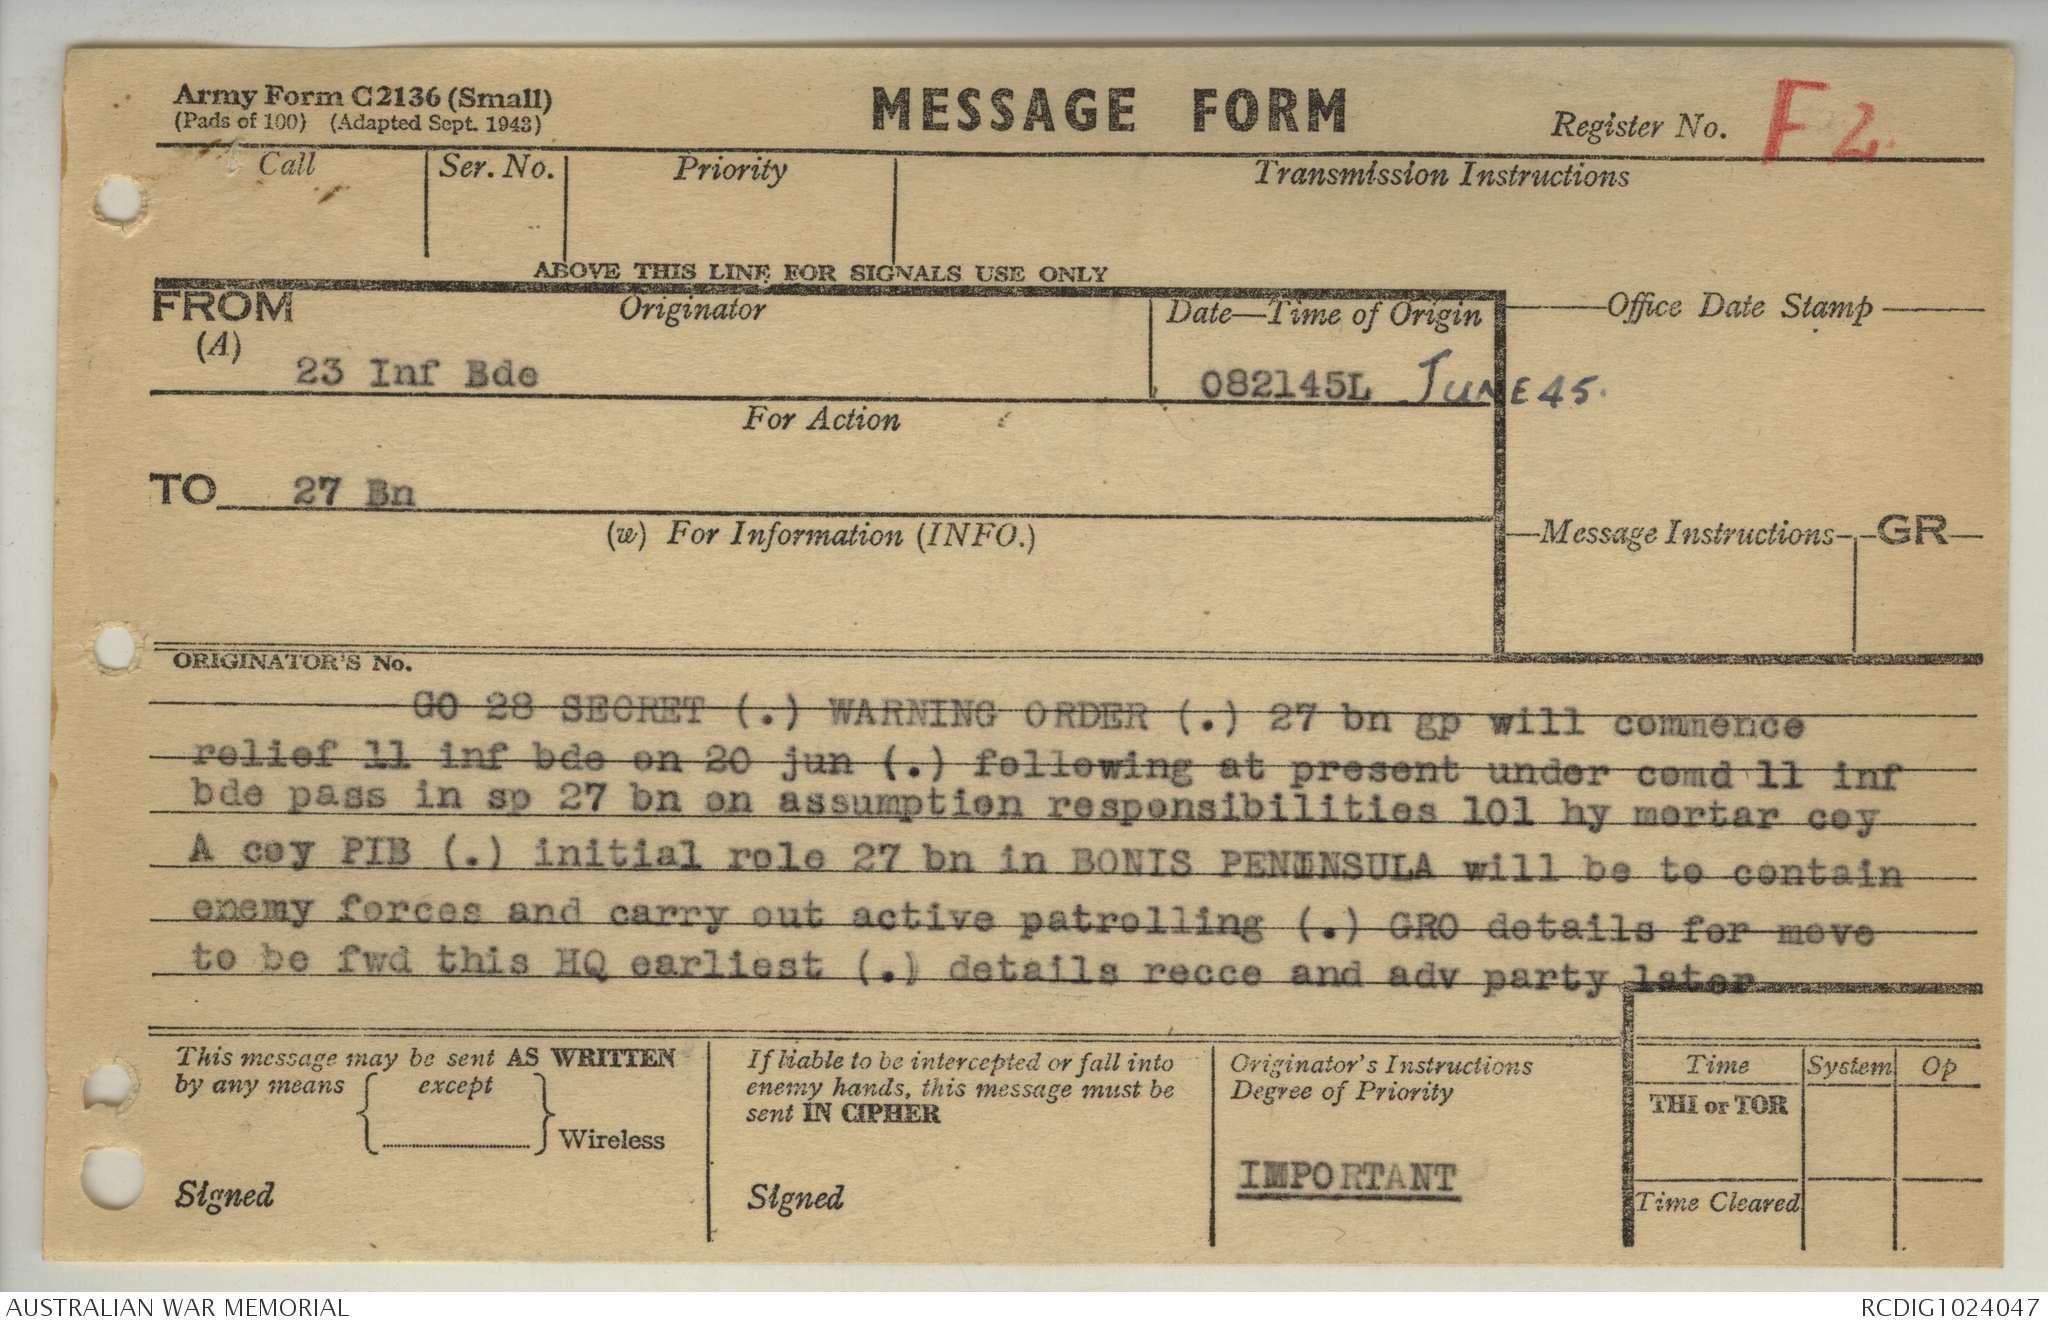 Army Form C2136 (Small)
(Pads of 100) (Adapted Sept. 1943)
MESSAGE FORM
Register No. F 2.
Call
Ser. No.
Priority
Transmission Instructions
ABOVE THIS LINE FOR SIGNALS USE ONLY
FROM
(A)
Originator
Date—Time of Origin
Office Date Stamp
23 Inf Bde
082145L JUNE 45.
For Action
TO 27 Bn
(w) For Information (INFO.)
Message Instructions
GR
ORIGINATOR'S No.
GO 28 SECRET (.) WARNING ORDER (.) 27 bn gp will commence
relief 11 inf bde on 20 jun (.) following at present under comd 11 inf
bde pass in sp 27 bn on assumption responsibilities 101 hy mortar coy
A coy PIB (.) initial role 27 bn in BONIS PENINSULA will be to contain
enemy forces and carry out active patrolling (.) GRO details for move
to be fwd this HQ earliest (.) details recce and adv party later
This message may be sent AS WRITTEN
by any means except
Wireless
Signed
If liable to be intercepted or fall into
enemy hands, this message must be
sent IN CIPHER
Signed
Originator's Instructions
Degree of Priority
IMPORTANT
Time
System
Op
THI or TOR
Time Cleared
AUSTRALIAN WAR MEMORIAL
RCDIG1024047